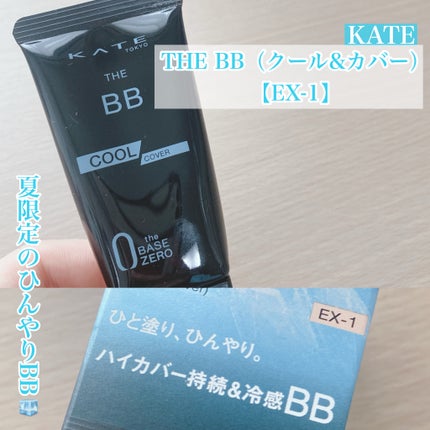 KATE
THE BB（クール&カバー）
【EX-1】
KATE
TOKYO
THE
BB
COOL COVER
0 the
BASE
ZERO
夏限定のひんやりBB
EX-1
ひと塗り、ひんやり。
ハイカバー持続&冷感BB